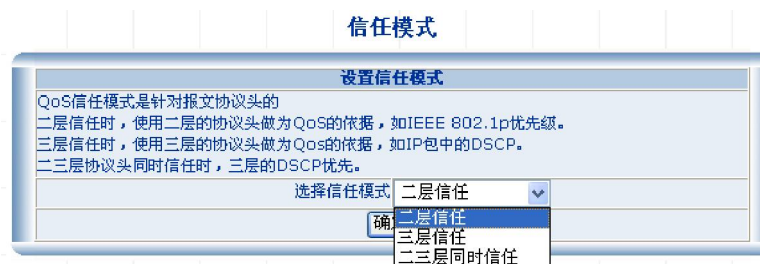 信任模式
设置信任模式
QoS信任模式是针对报文协议头的
二层信任时，使用二层的协议头做为QoS的依据，如IEEE 802.1p优先级。
三层信任时，使用三层的协议头做为Qos的依据，如IP包中的DSCP。
二三层协议头同时信任时，三层的DSCP优先。
选择信任模式 二层信任
确
二层信任
三层信任
二三层同时信任